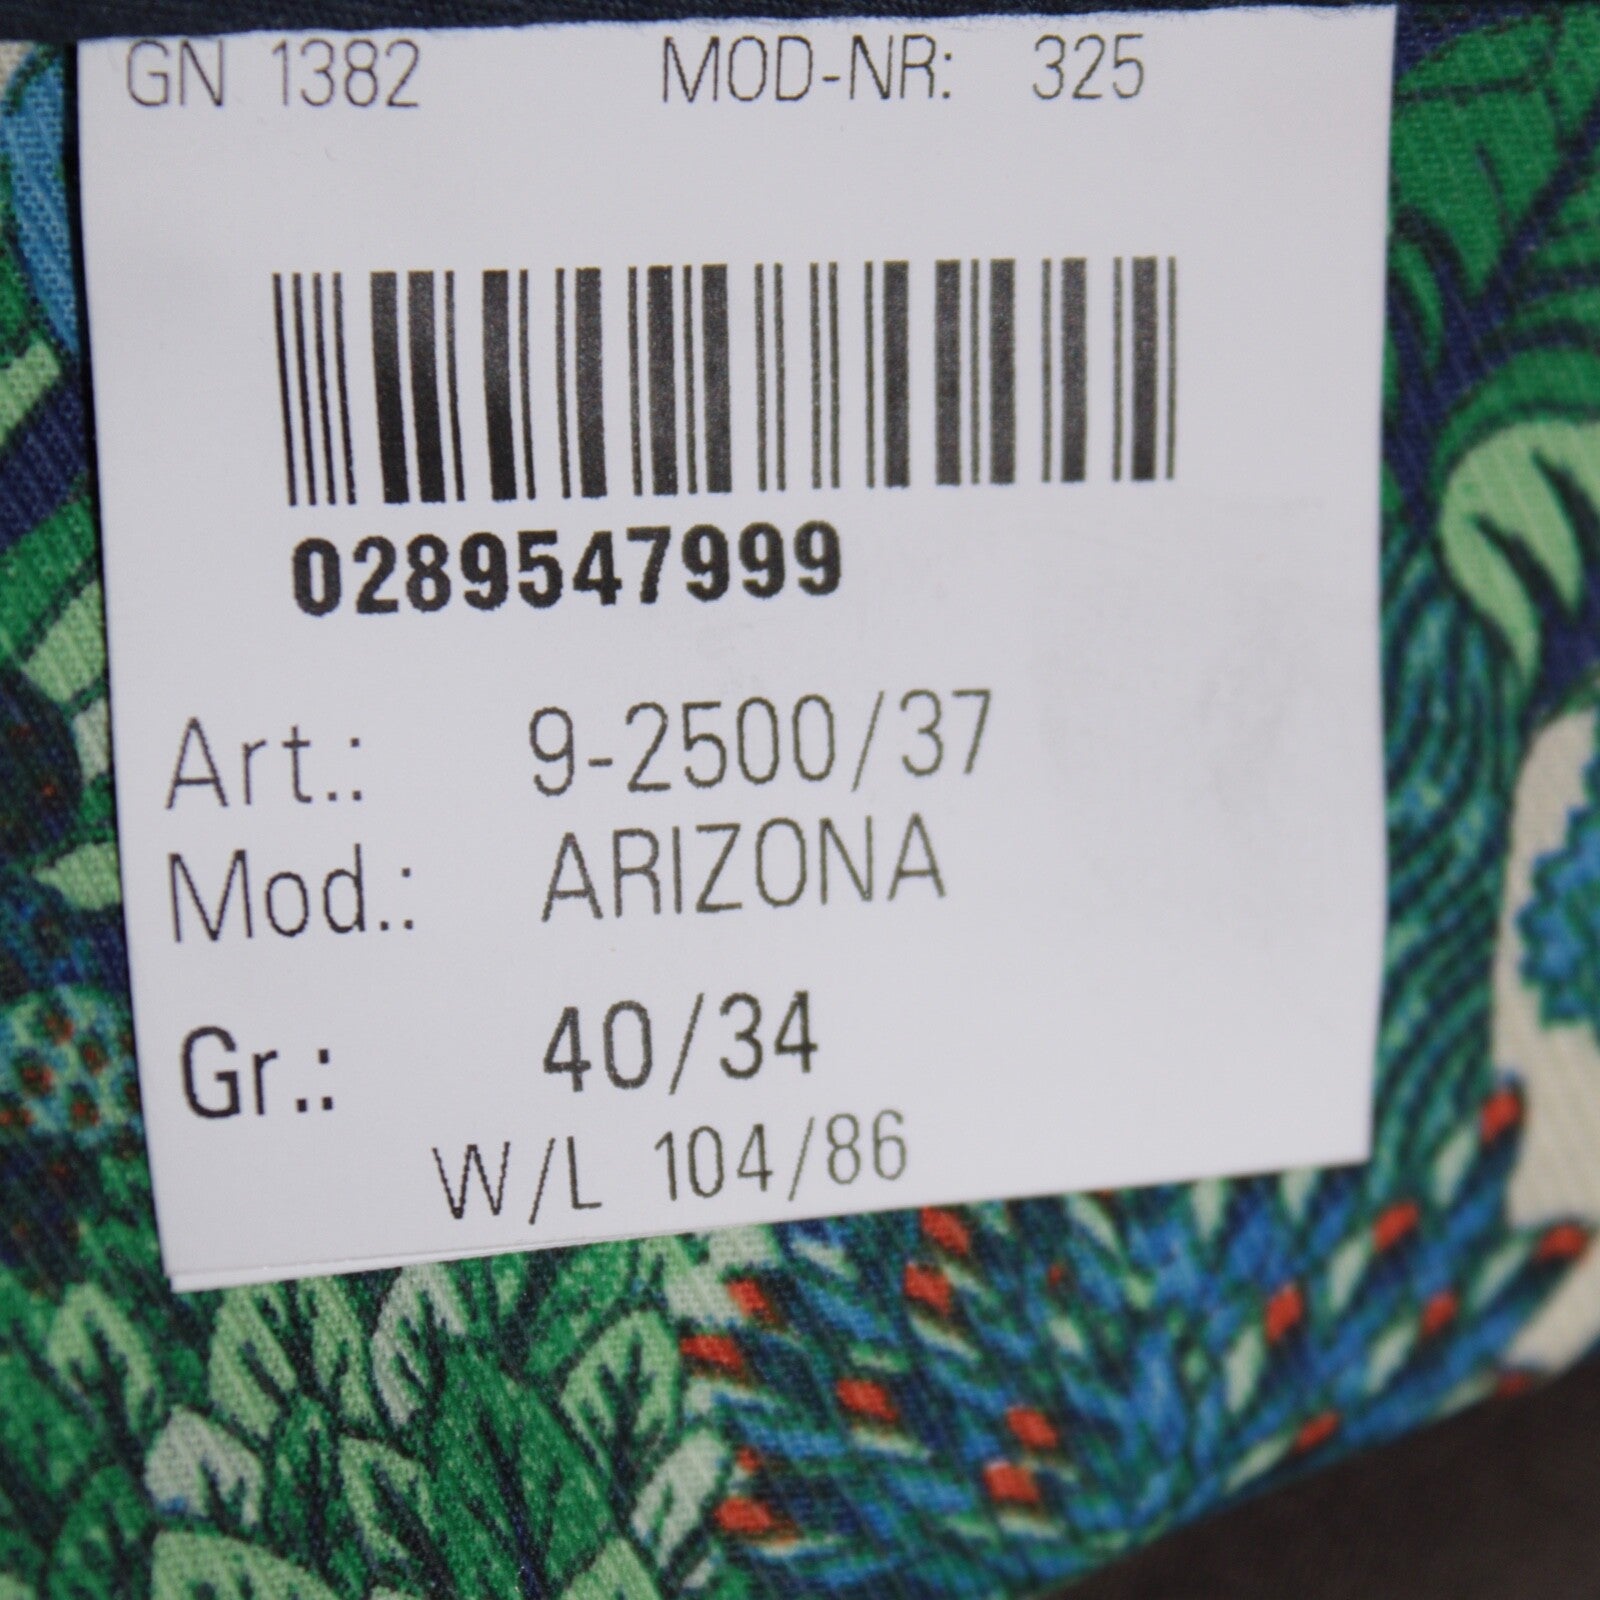 GN 1382 MOD-NR: 325
0289547999
Art.: 9-2500/37
Mod.: ARIZONA
Gr.: 40/34
W/L 104/86